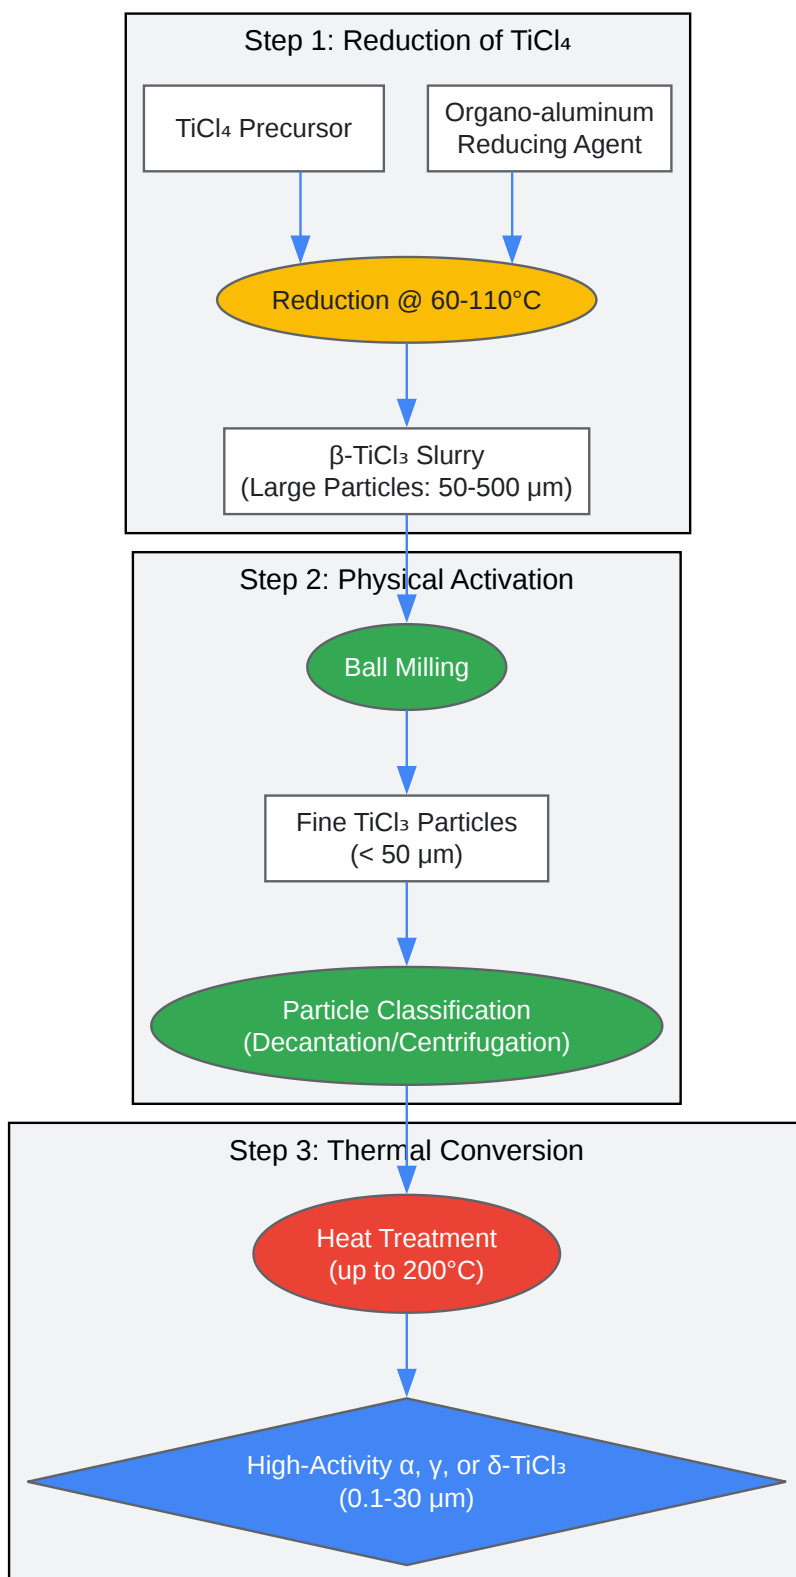 Step 1: Reduction of TiCl₄
TiCl₄ Precursor
Organo-aluminum
Reducing Agent
Reduction @ 60-110°C
β-TiCl₃ Slurry
(Large Particles: 50-500 μm)
Step 2: Physical Activation
Ball Milling
Fine TiCl₃ Particles
(< 50 μm)
Particle Classification
(Decantation/Centrifugation)
Step 3: Thermal Conversion
Heat Treatment
(up to 200°C)
High-Activity α, γ, or δ-TiCl₃
(0.1-30 μm)